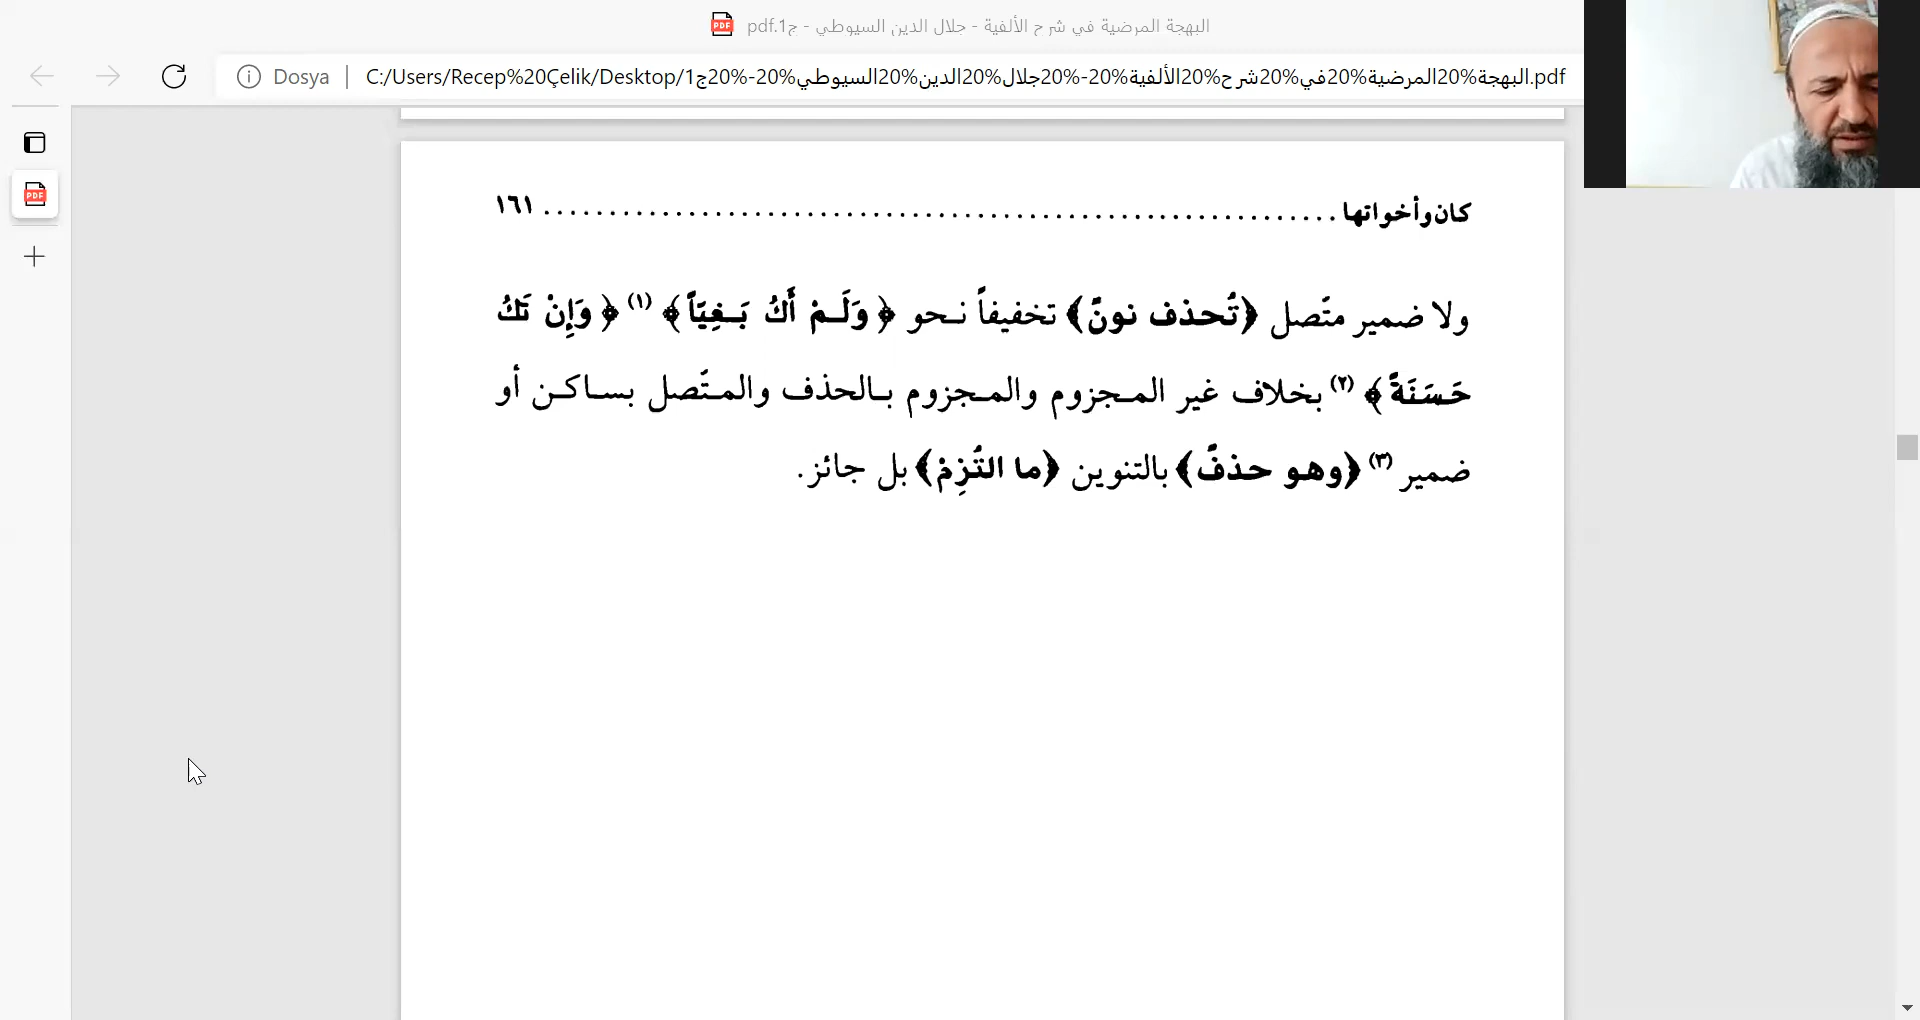 البهجة المرضية في شرح الألفية - جلال الدين السيوطي - ج1.pdf
Dosya | C:/Users/Recep%20Çelik/Desktop/البهجة%20المرضية%20في%20شرح%20الألفية%20-%20جلال%20الدين%20السيوطي%20-%20ج1.pdf
كان وأخواتها ............................................................ ١٦١
ولا ضمير متّصل ﴿تُحذف نونٌ﴾ تخفيفاً نحو ﴿وَلَمْ أَكُ بَغِيّاً﴾ (١) ﴿وَإِنْ تَكُ
حَسَنَةً﴾ (٢) بخلاف غير المجزوم والمجزوم بالحذف والمتّصل بساكن أو
ضمير (٣) ﴿وهو حذفٌ﴾ بالتنوين ﴿ما التُزِمْ﴾ بل جائز.